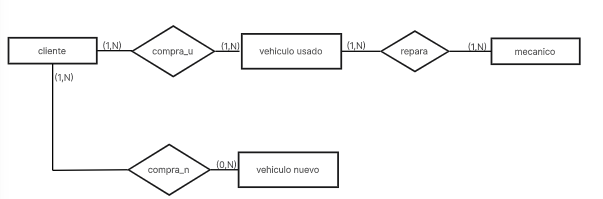 cliente
(1,N)
compra_u
(1,N)
vehiculo usado
(1,N)
repara
(1,N)
mecanico
(1,N)
compra_n
(0,N)
vehiculo nuevo